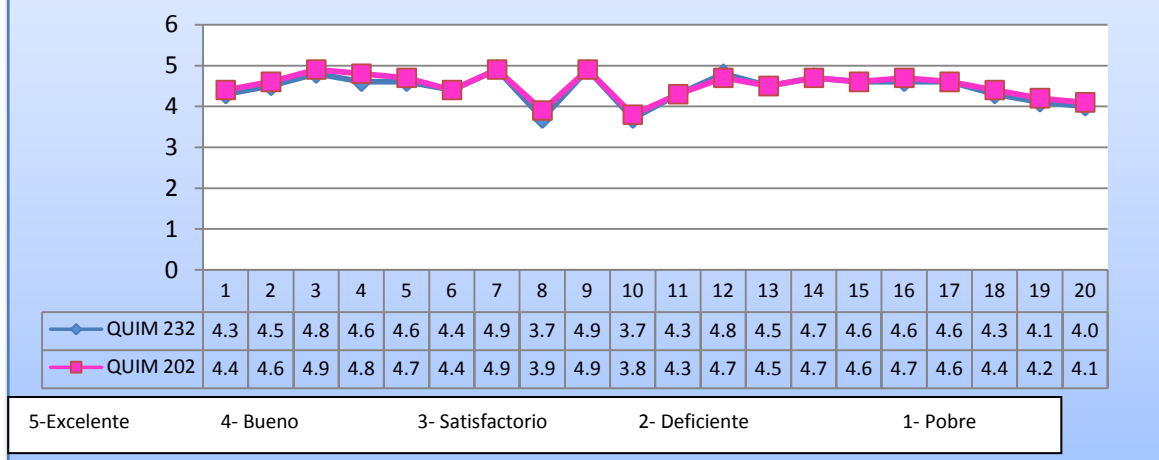 6
5
4
3
2
1
0
1 2 3 4 5 6 7 8 9 10 11 12 13 14 15 16 17 18 19 20
QUIM 232 4.3 4.5 4.8 4.6 4.6 4.4 4.9 3.7 4.9 3.7 4.3 4.8 4.5 4.7 4.6 4.6 4.6 4.3 4.1 4.0
QUIM 202 4.4 4.6 4.9 4.8 4.7 4.4 4.9 3.9 4.9 3.8 4.3 4.7 4.5 4.7 4.6 4.7 4.6 4.4 4.2 4.1
5-Excelente 4- Bueno 3- Satisfactorio 2- Deficiente 1- Pobre